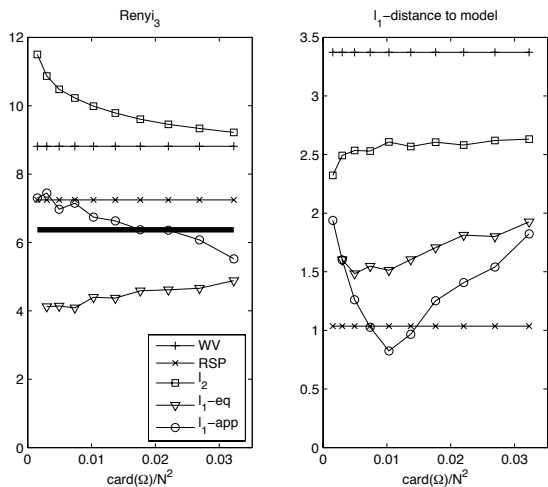 Renyi₃
12
10
8
6
4
2
0
0 0.01 0.02 0.03
card(Ω)/N²
WV
RSP
l₂
l₁−eq
l₁−app
l₁−distance to model
3.5
3
2.5
2
1.5
1
0.5
0
0 0.01 0.02 0.03
card(Ω)/N²